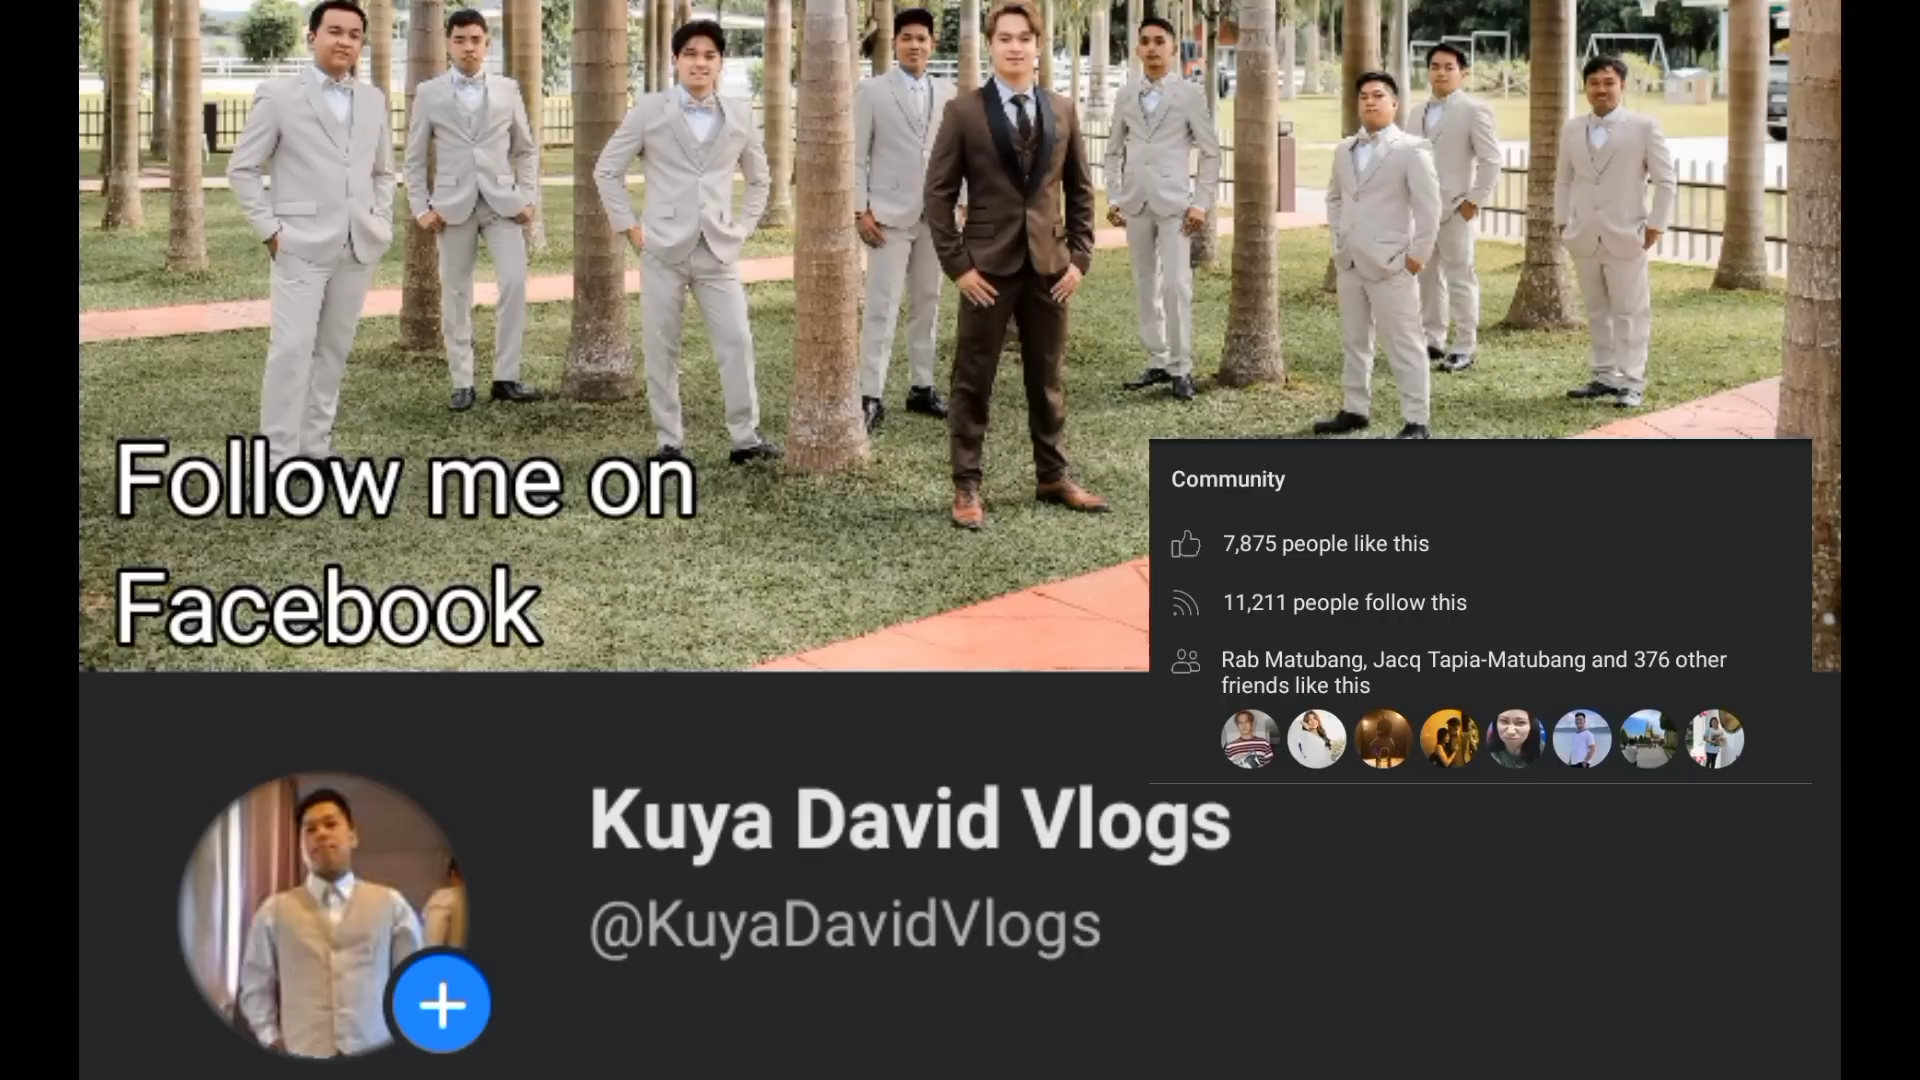 Follow me on
Facebook
Community
7,875 people like this
11,211 people follow this
Rab Matubang, Jacq Tapia-Matubang and 376 other
friends like this
Kuya David Vlogs
@KuyaDavidVlogs